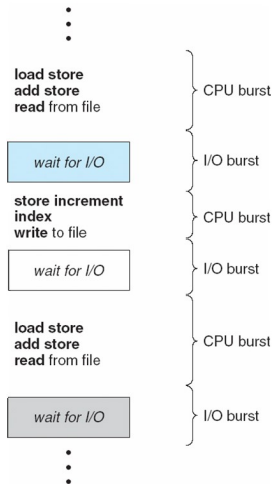 load store
add store
read from file
CPU burst
wait for I/O
I/O burst
store increment
index
write to file
CPU burst
wait for I/O
I/O burst
load store
add store
read from file
CPU burst
wait for I/O
I/O burst